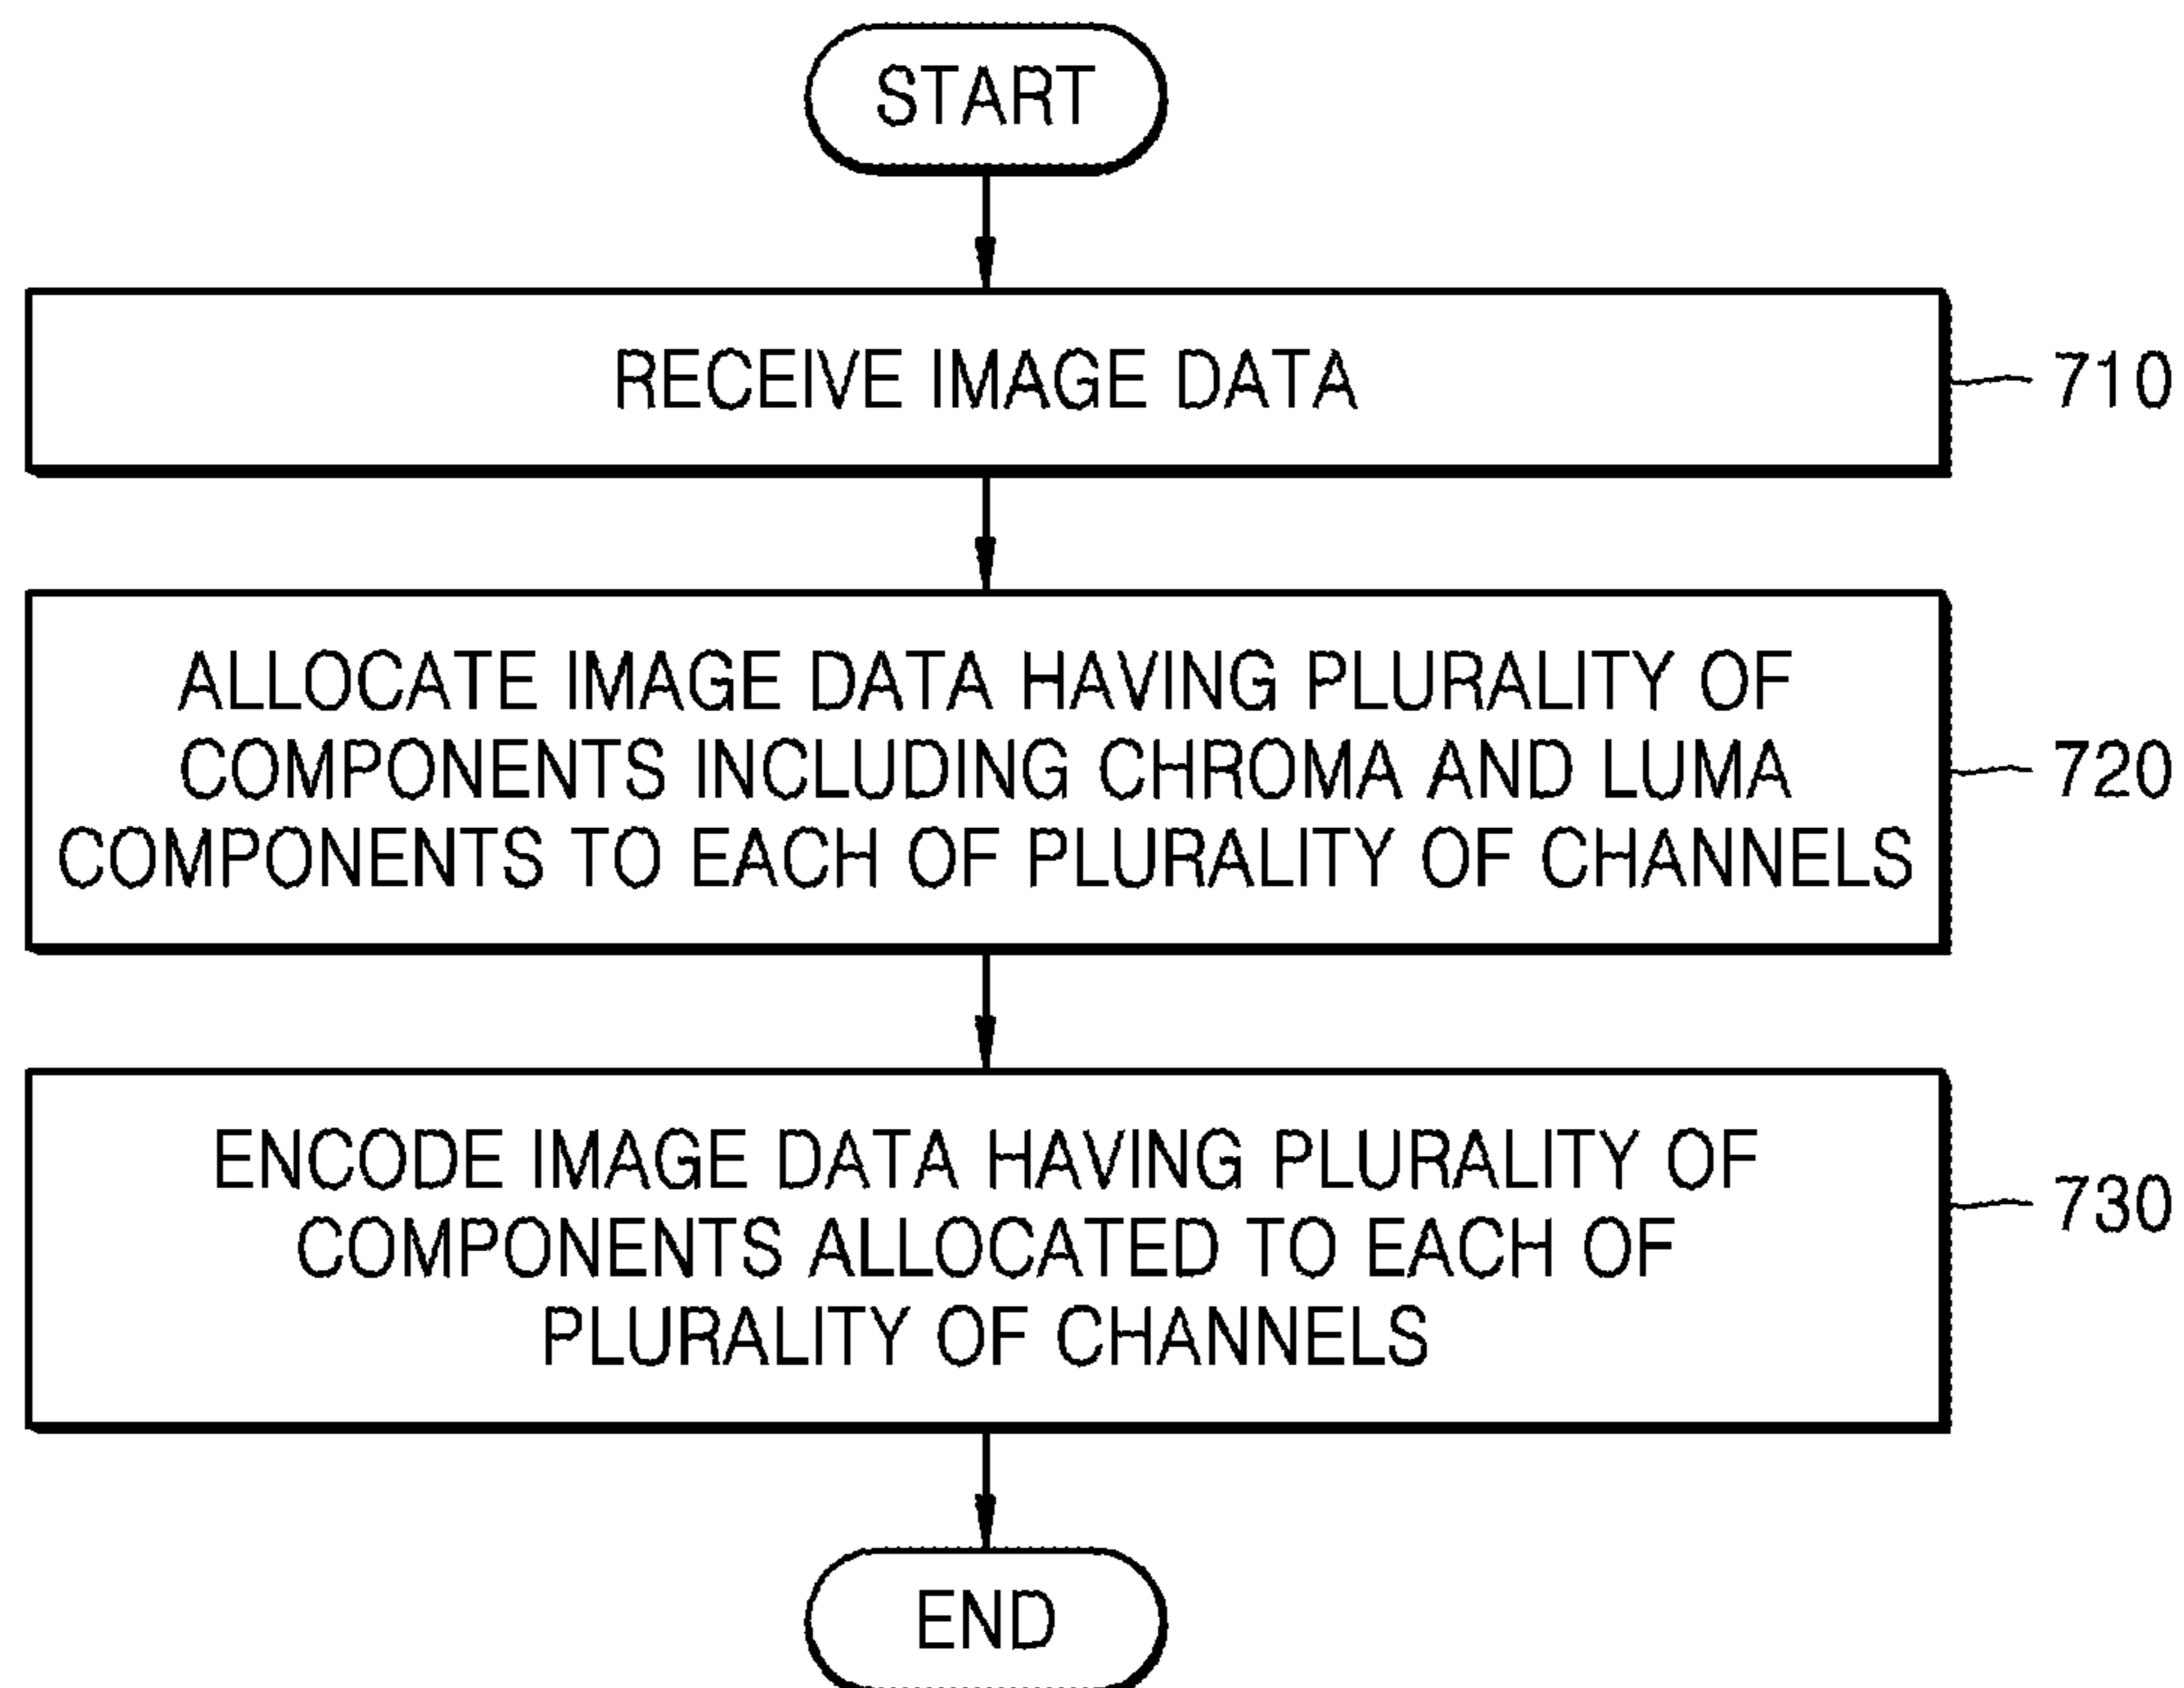 START
RECEIVE IMAGE DATA
710
ALLOCATE IMAGE DATA HAVING PLURALITY OF
COMPONENTS INCLUDING CHROMA AND LUMA
COMPONENTS TO EACH OF PLURALITY OF CHANNELS
720
ENCODE IMAGE DATA HAVING PLURALITY OF
COMPONENTS ALLOCATED TO EACH OF
PLURALITY OF CHANNELS
730
END